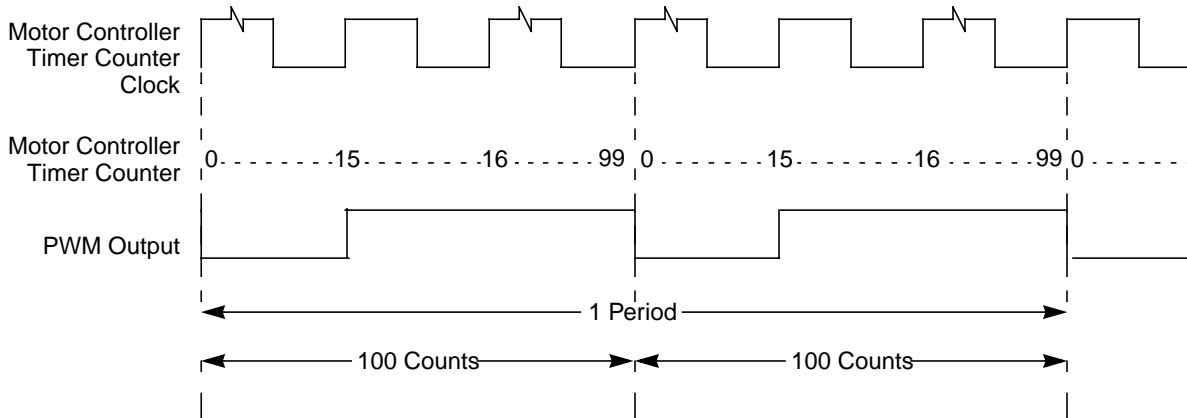 Motor Controller
Timer Counter
Clock
Motor Controller
Timer Counter
0 15 16 99 0 15 16 99 0
PWM Output
1 Period
100 Counts 100 Counts